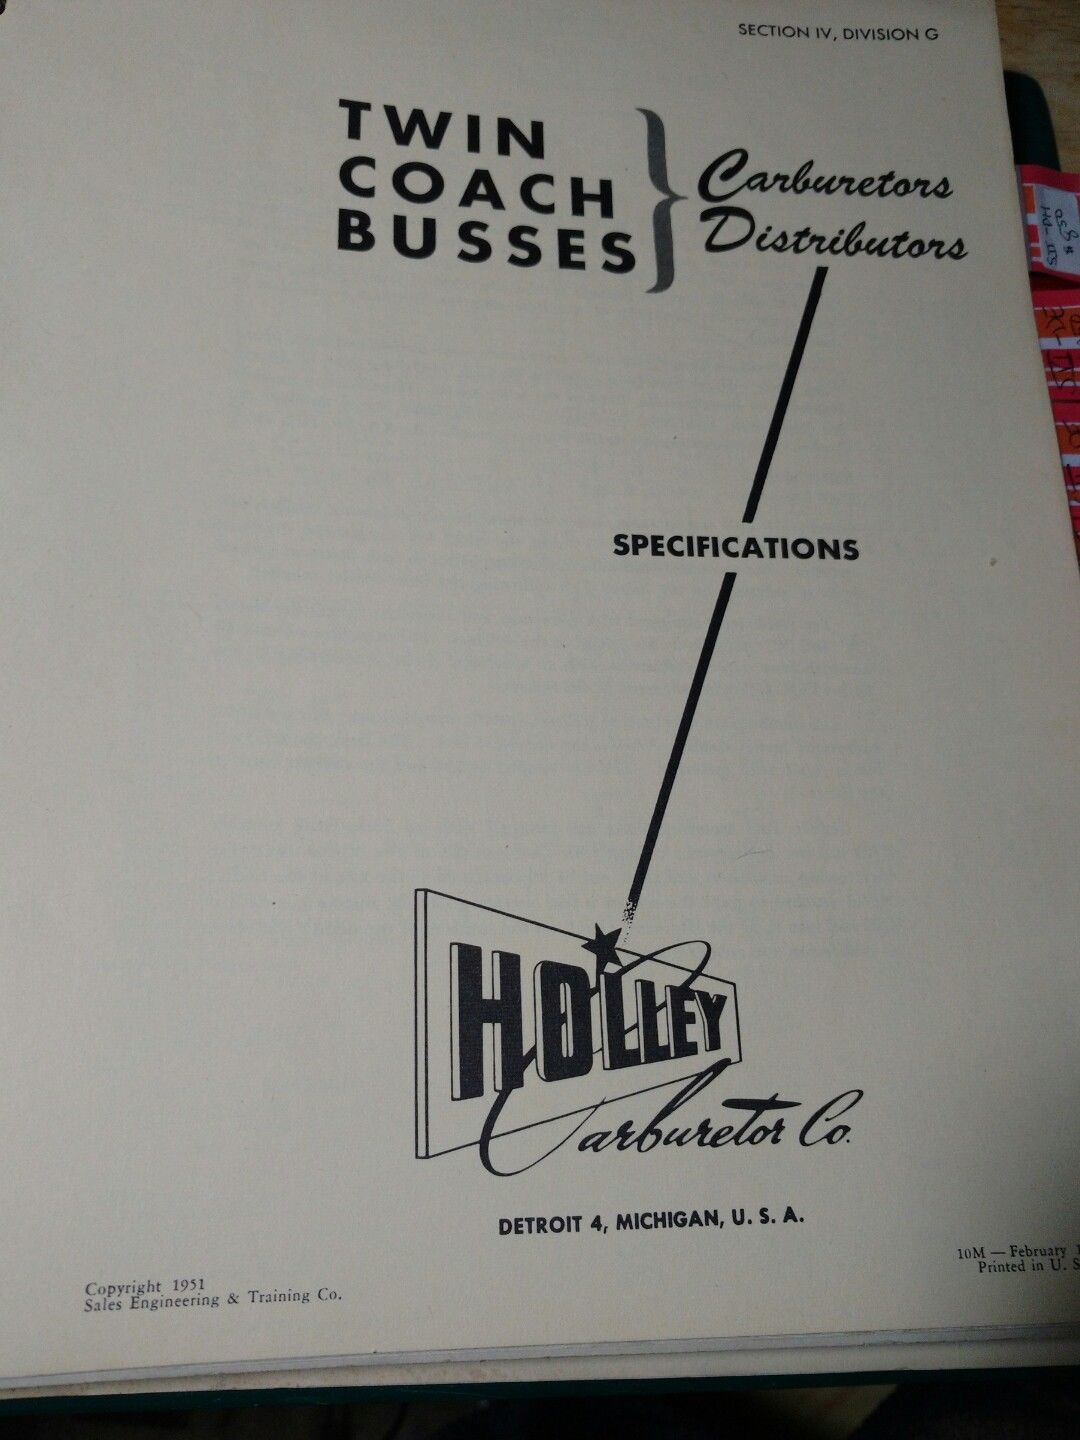 SECTION IV, DIVISION G
TWIN
COACH
BUSSES
Carburetors
Distributors
SPECIFICATIONS
HOLLEY
Carburetor Co.
DETROIT 4, MICHIGAN, U. S. A.
10M — February
Printed in U. S
Copyright 1951
Sales Engineering & Training Co.